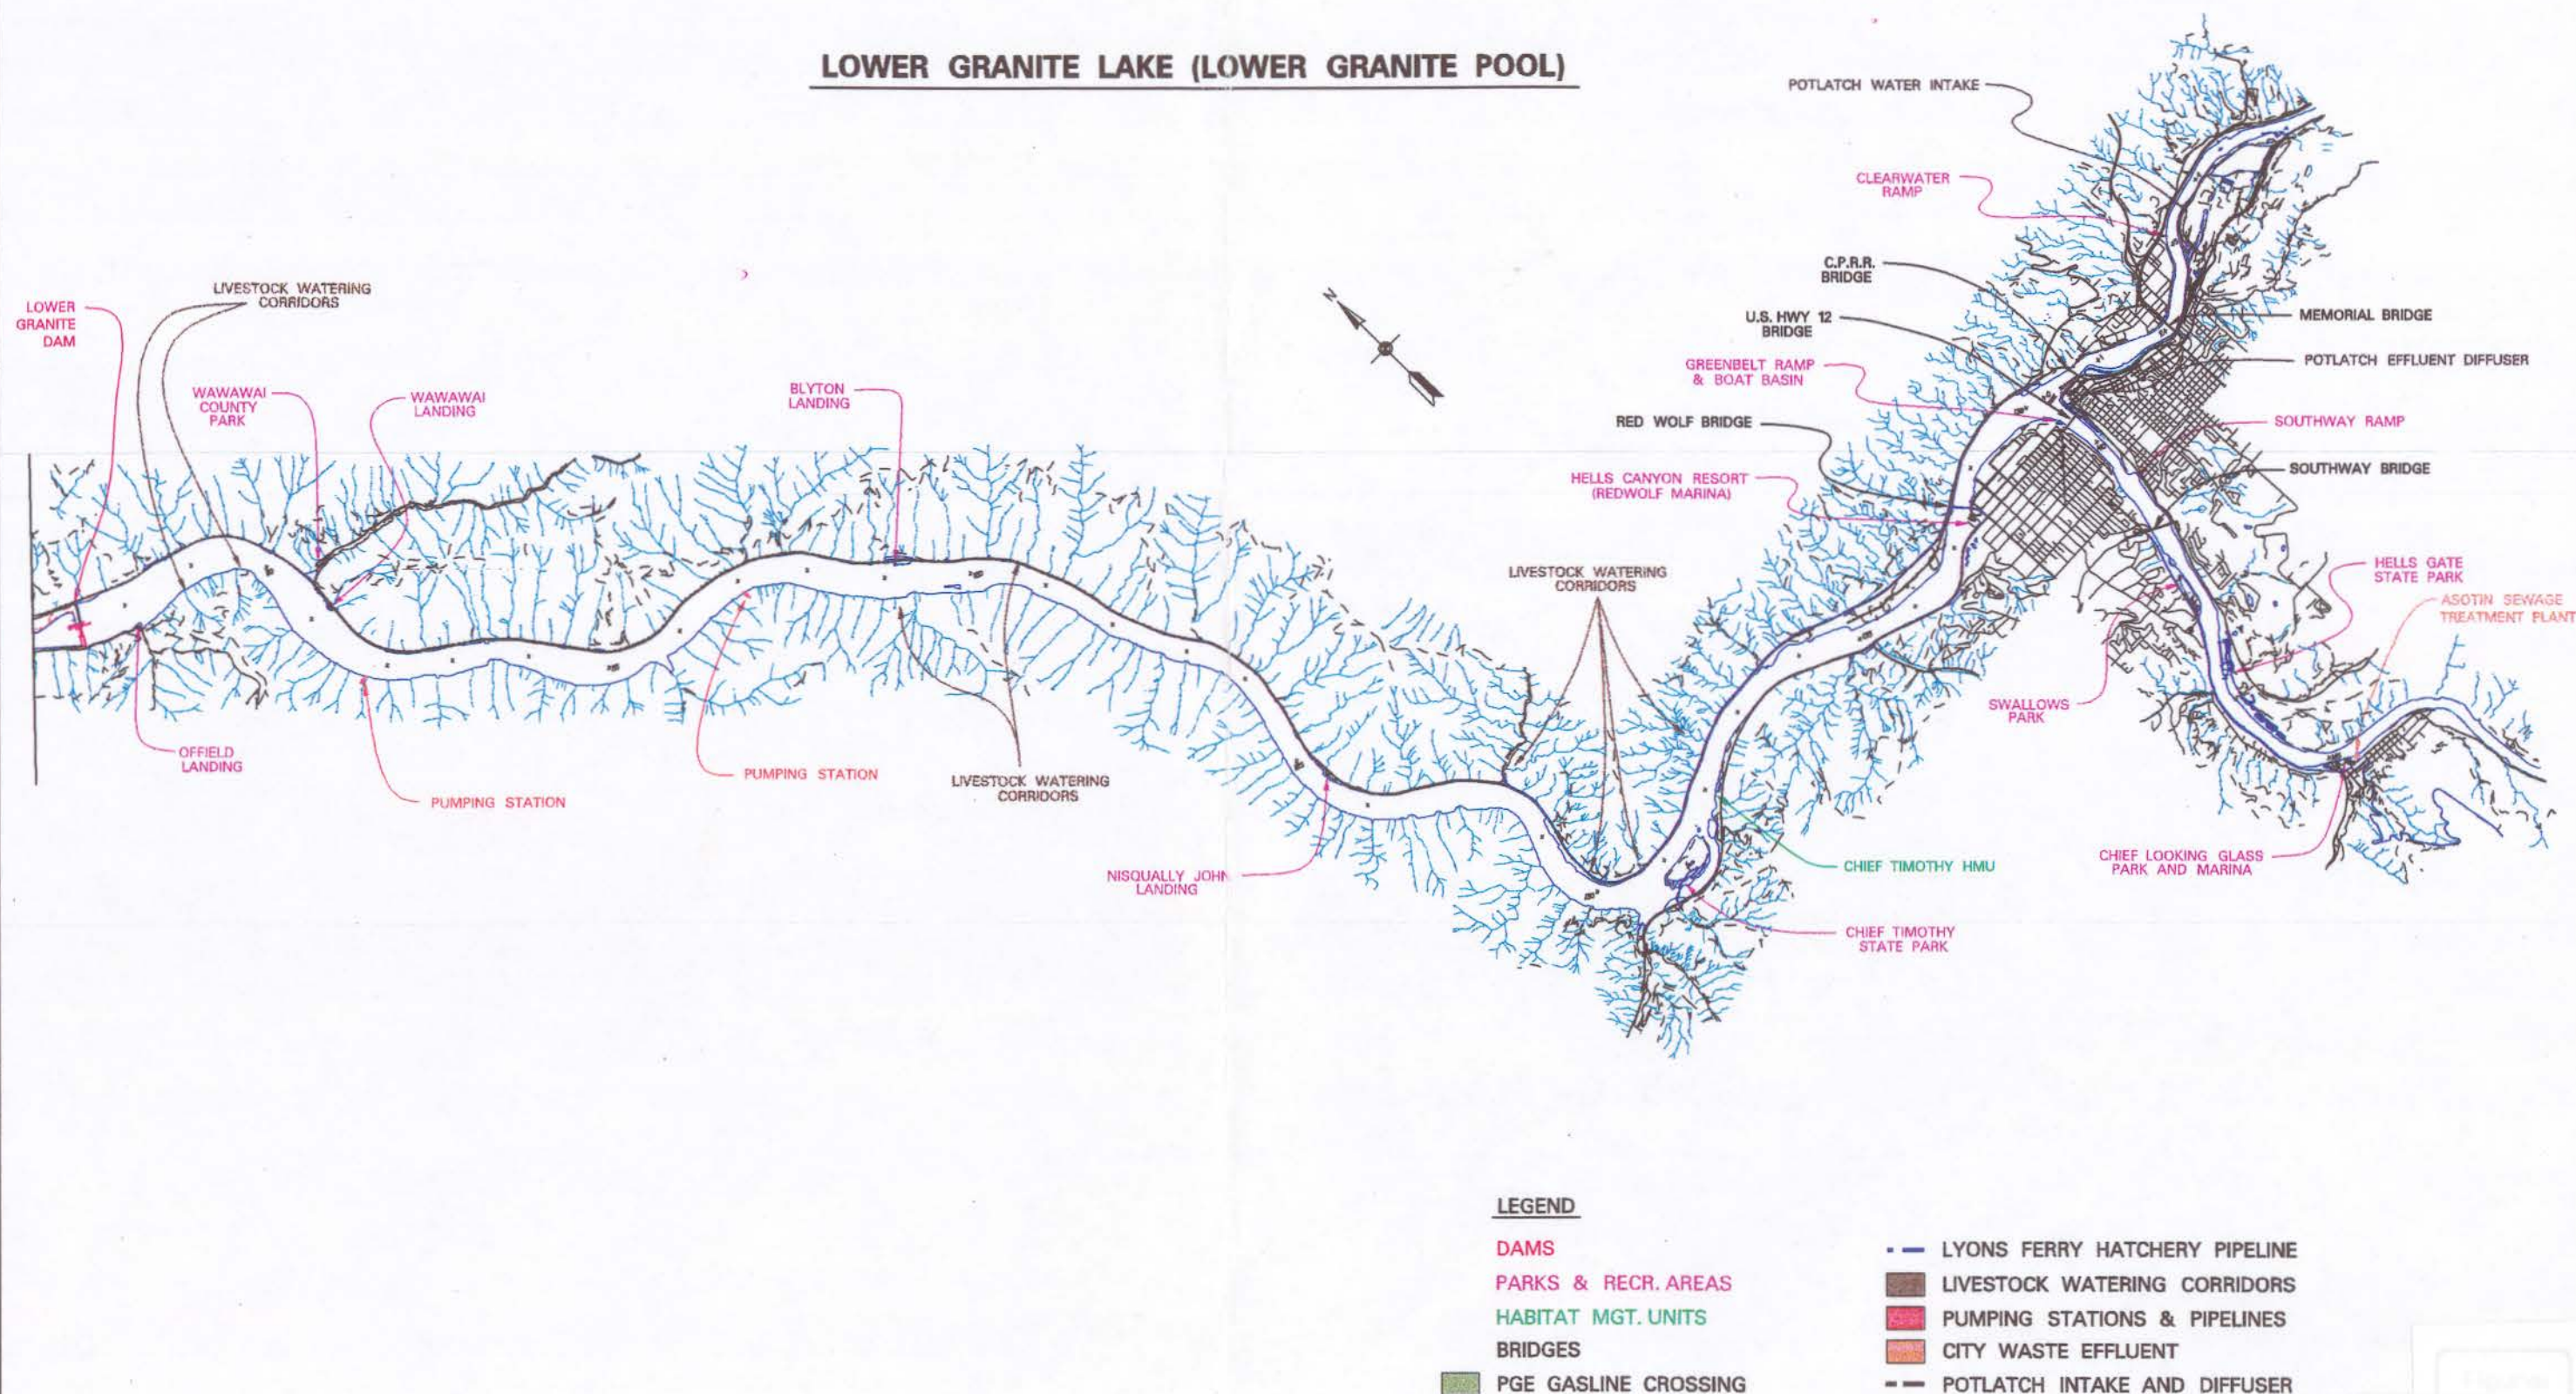 LOWER GRANITE LAKE (LOWER GRANITE POOL)
POTLATCH WATER INTAKE
CLEARWATER
RAMP
C.P.R.R.
BRIDGE
U.S. HWY 12
BRIDGE
GREENBELT RAMP
& BOAT BASIN
RED WOLF BRIDGE
HELLS CANYON RESORT
(REDWOLF MARINA)
MEMORIAL BRIDGE
POTLATCH EFFLUENT DIFFUSER
SOUTHWAY RAMP
SOUTHWAY BRIDGE
HELLS GATE
STATE PARK
ASOTIN SEWAGE
TREATMENT PLANT
N
LIVESTOCK WATERING
CORRIDORS
LOWER
GRANITE
DAM
WAWAWAI
COUNTY
PARK
WAWAWAI
LANDING
BLYTON
LANDING
LIVESTOCK WATERING
CORRIDORS
OFFIELD
LANDING
PUMPING STATION
PUMPING STATION
LIVESTOCK WATERING
CORRIDORS
NISQUALLY JOHN
LANDING
SWALLOWS
PARK
CHIEF TIMOTHY HMU
CHIEF TIMOTHY
STATE PARK
CHIEF LOOKING GLASS
PARK AND MARINA
LEGEND
DAMS
PARKS & RECR. AREAS
HABITAT MGT. UNITS
BRIDGES
PGE GASLINE CROSSING
LYONS FERRY HATCHERY PIPELINE
LIVESTOCK WATERING CORRIDORS
PUMPING STATIONS & PIPELINES
CITY WASTE EFFLUENT
POTLATCH INTAKE AND DIFFUSER